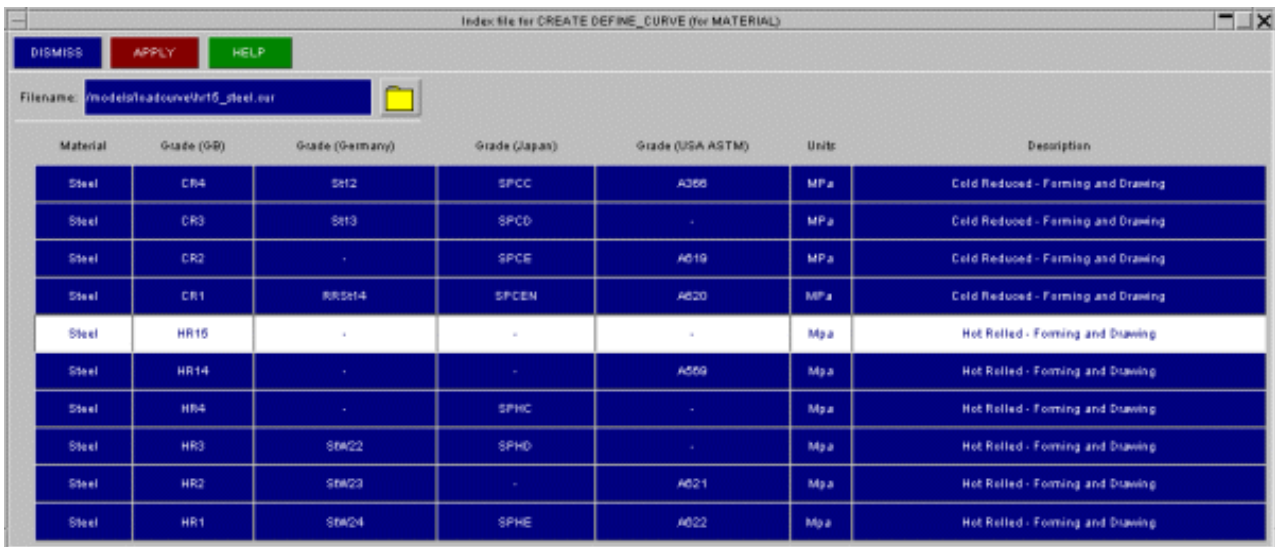 Index file for CREATE DEFINE_CURVE (for MATERIAL)
DISMISS APPLY HELP
Filename: /models/loadcurve/hr15_steel.cur
Material Grade (GB) Grade (Germany) Grade (Japan) Grade (USA ASTM) Units Description
Steel CR4 St12 SPCC A366 MPa Cold Reduced - Forming and Drawing
Steel CR3 St13 SPCD - MPa Cold Reduced - Forming and Drawing
Steel CR2 - SPCE A619 MPa Cold Reduced - Forming and Drawing
Steel CR1 RRSt14 SPCEN A620 MPa Cold Reduced - Forming and Drawing
Steel HR15 - - - Mpa Hot Rolled - Forming and Drawing
Steel HR14 - - A569 Mpa Hot Rolled - Forming and Drawing
Steel HR4 - SPHC - Mpa Hot Rolled - Forming and Drawing
Steel HR3 StW22 SPHD - Mpa Hot Rolled - Forming and Drawing
Steel HR2 StW23 - A621 Mpa Hot Rolled - Forming and Drawing
Steel HR1 StW24 SPHE A622 Mpa Hot Rolled - Forming and Drawing